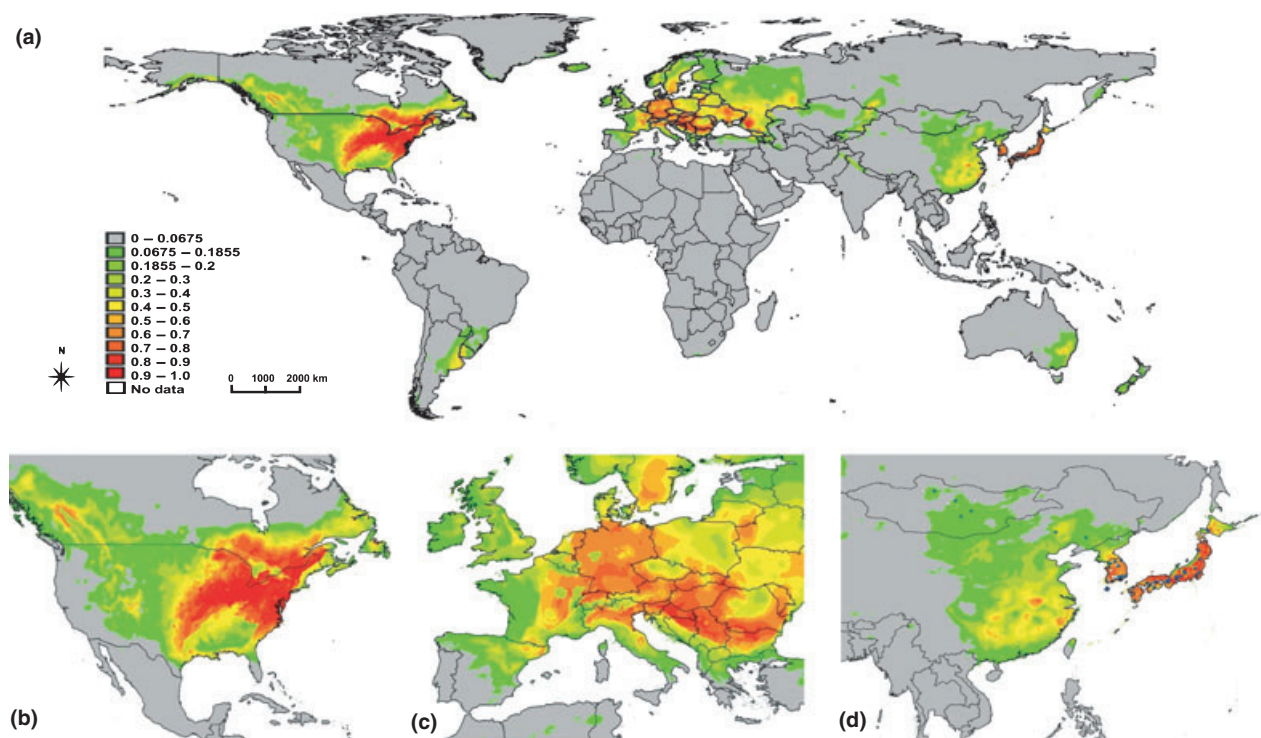 (a)
0 – 0.0675
0.0675 – 0.1855
0.1855 – 0.2
0.2 – 0.3
0.3 – 0.4
0.4 – 0.5
0.5 – 0.6
0.6 – 0.7
0.7 – 0.8
0.8 – 0.9
0.9 – 1.0
No data
N
0 1000 2000 km
(b)
(c)
(d)